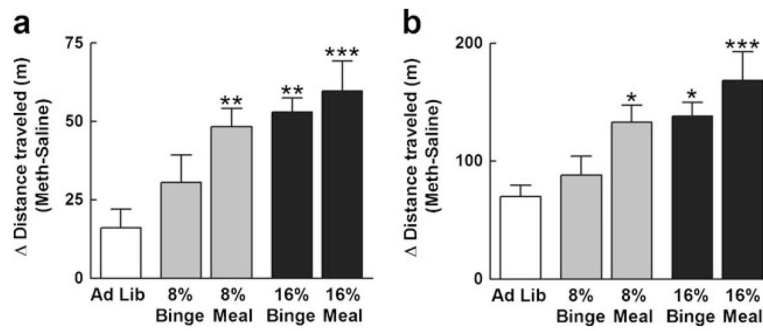 a
Δ Distance traveled (m)
(Meth-Saline)
75
50
25
0
**
**
***
Ad Lib
8%
Binge
8%
Meal
16%
Binge
16%
Meal
b
Δ Distance traveled (m)
(Meth-Saline)
200
100
0
*
*
***
Ad Lib
8%
Binge
8%
Meal
16%
Binge
16%
Meal